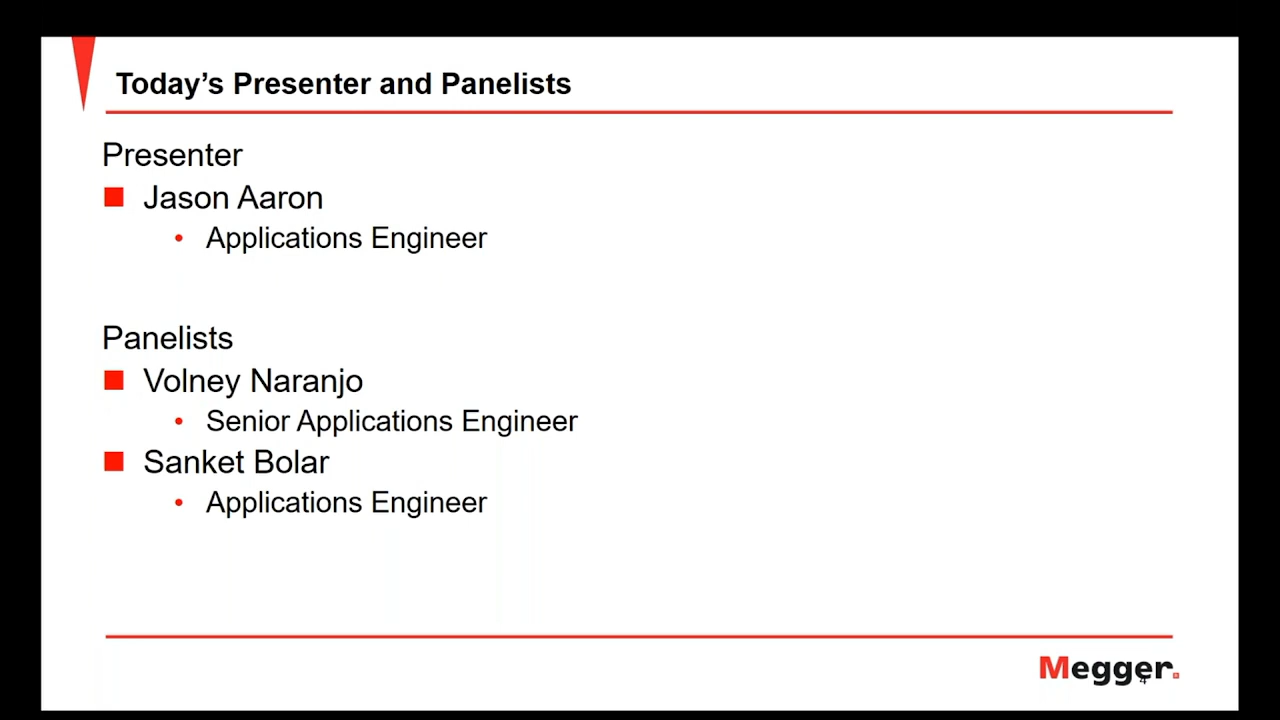 Today’s Presenter and Panelists
Presenter
Jason Aaron
Applications Engineer
Panelists
Volney Naranjo
Senior Applications Engineer
Sanket Bolar
Applications Engineer
Megger.
4